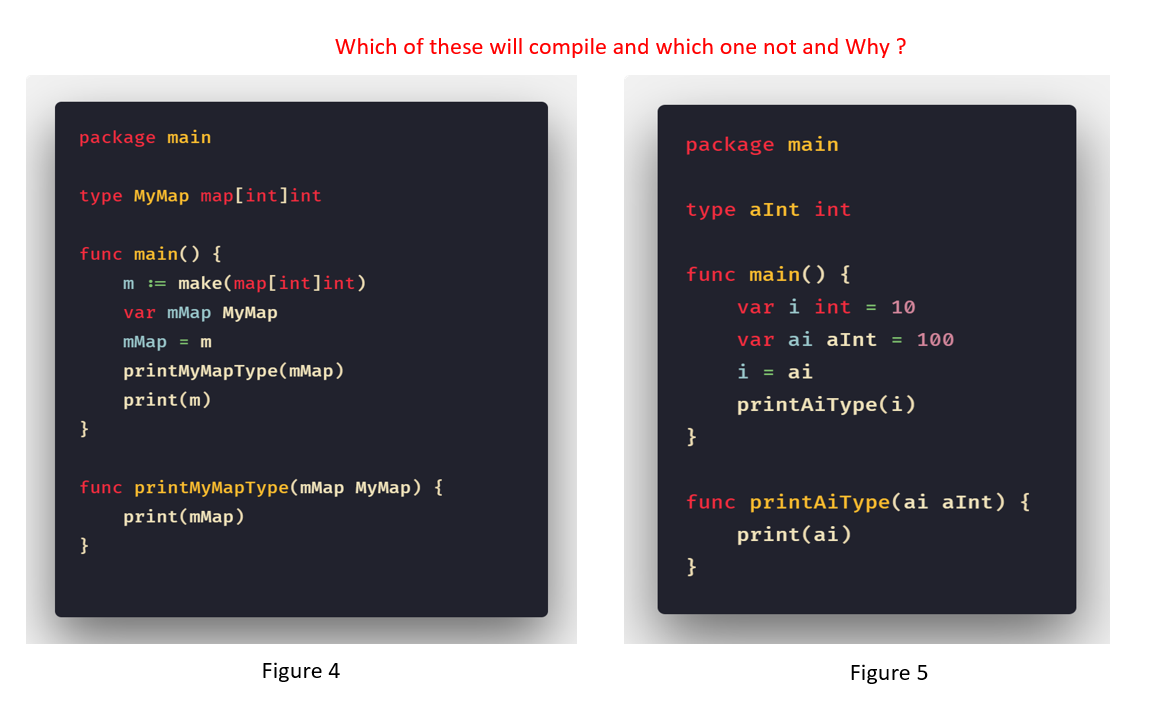 Which of these will compile and which one not and Why ?
package main
type MyMap map[int]int
func main() {
    m := make(map[int]int)
    var mMap MyMap
    mMap = m
    printMyMapType(mMap)
    print(m)
}
func printMyMapType(mMap MyMap) {
    print(mMap)
}
Figure 4
package main
type aInt int
func main() {
    var i int = 10
    var ai aInt = 100
    i = ai
    printAiType(i)
}
func printAiType(ai aInt) {
    print(ai)
}
Figure 5